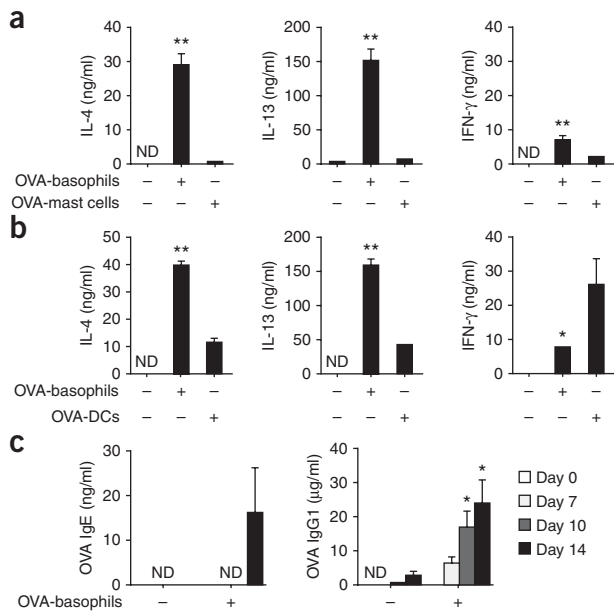 a
IL-4 (ng/ml)
40
30
20
10
0
ND
**
IL-13 (ng/ml)
200
150
100
50
0
**
IFN-γ (ng/ml)
40
30
20
10
0
ND
**
OVA-basophils – + – – + – – + –
OVA-mast cells – – + – – + – – +
b
IL-4 (ng/ml)
50
40
30
20
10
0
ND
**
IL-13 (ng/ml)
200
150
100
50
0
ND
**
IFN-γ (ng/ml)
40
30
20
10
0
*
OVA-basophils – + – – + – – + –
OVA-DCs – – + – – + – – +
c
OVA IgE (ng/ml)
30
20
10
0
ND
ND
OVA-basophils – +
OVA IgG1 (μg/ml)
40
30
20
10
0
ND
*
*
– +
Day 0
Day 7
Day 10
Day 14